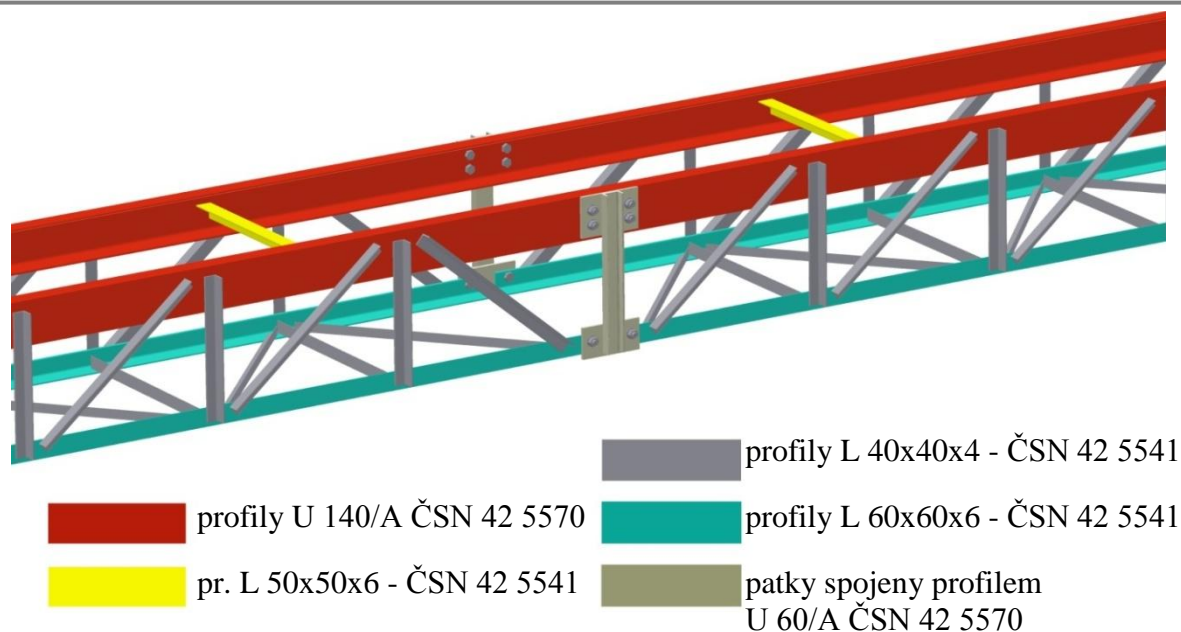 profily L 40x40x4 - ČSN 42 5541
profily U 140/A ČSN 42 5570
profily L 60x60x6 - ČSN 42 5541
pr. L 50x50x6 - ČSN 42 5541
patky spojeny profilem
U 60/A ČSN 42 5570